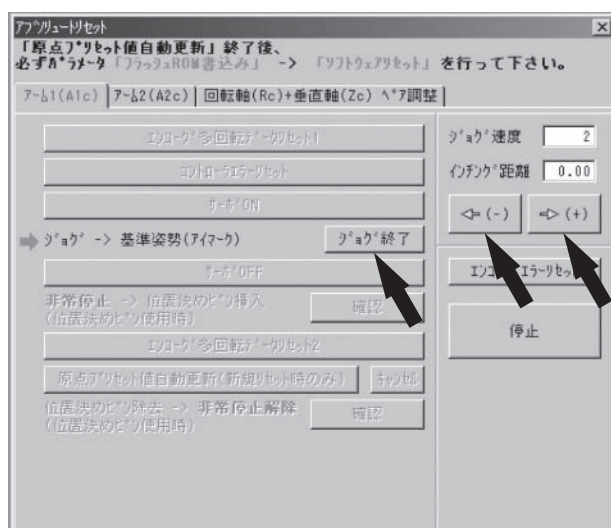 アブソリュートリセット
「原点プリセット値自動更新」終了後、
必ずパラメータ「フラッシュROM書込み」 -> 「ソフトウェアリセット」を行って下さい。
アーム1(A1c)
アーム2(A2c)
回転軸(Rc)+垂直軸(Zc) ペア調整
エンコーダ多回転データリセット1
コントローラエラーリセット
サーボON
ジョグ -> 基準姿勢(アイマーク)
ジョグ終了
サーボOFF
非常停止 -> 位置決めピン挿入
(位置決めピン使用時)
確認
エンコーダ多回転データリセット2
原点プリセット値自動更新(新規リセット時のみ)
キャンセル
位置決めピン除去 -> 非常停止解除
(位置決めピン使用時)
確認
ジョグ速度 2
インチング距離 0.00
(-)
(+)
停止